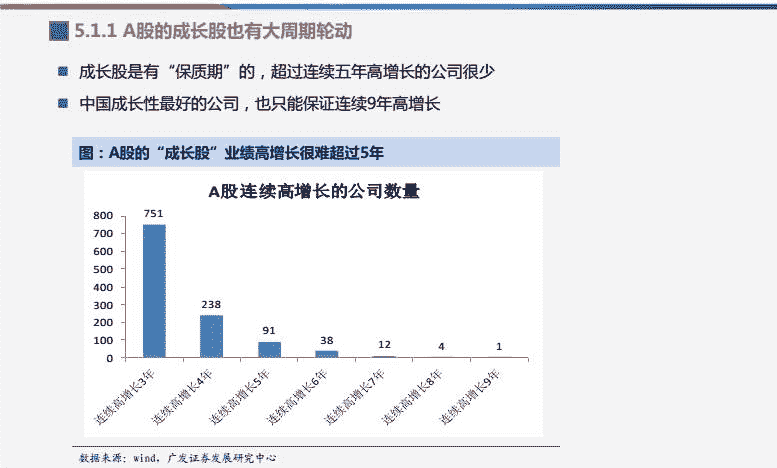 5.1.1 A股的成长股也有大周期轮动
成长股是有“保质期”的，超过连续五年高增长的公司很少
中国成长性最好的公司，也只能保证连续9年高增长
图：A股的“成长股”业绩高增长很难超过5年
A股连续高增长的公司数量
800
700
600
500
400
300
200
100
0
751
238
91
38
12
4
1
连续高增长3年
连续高增长4年
连续高增长5年
连续高增长6年
连续高增长7年
连续高增长8年
连续高增长9年
数据来源：wind，广发证券发展研究中心